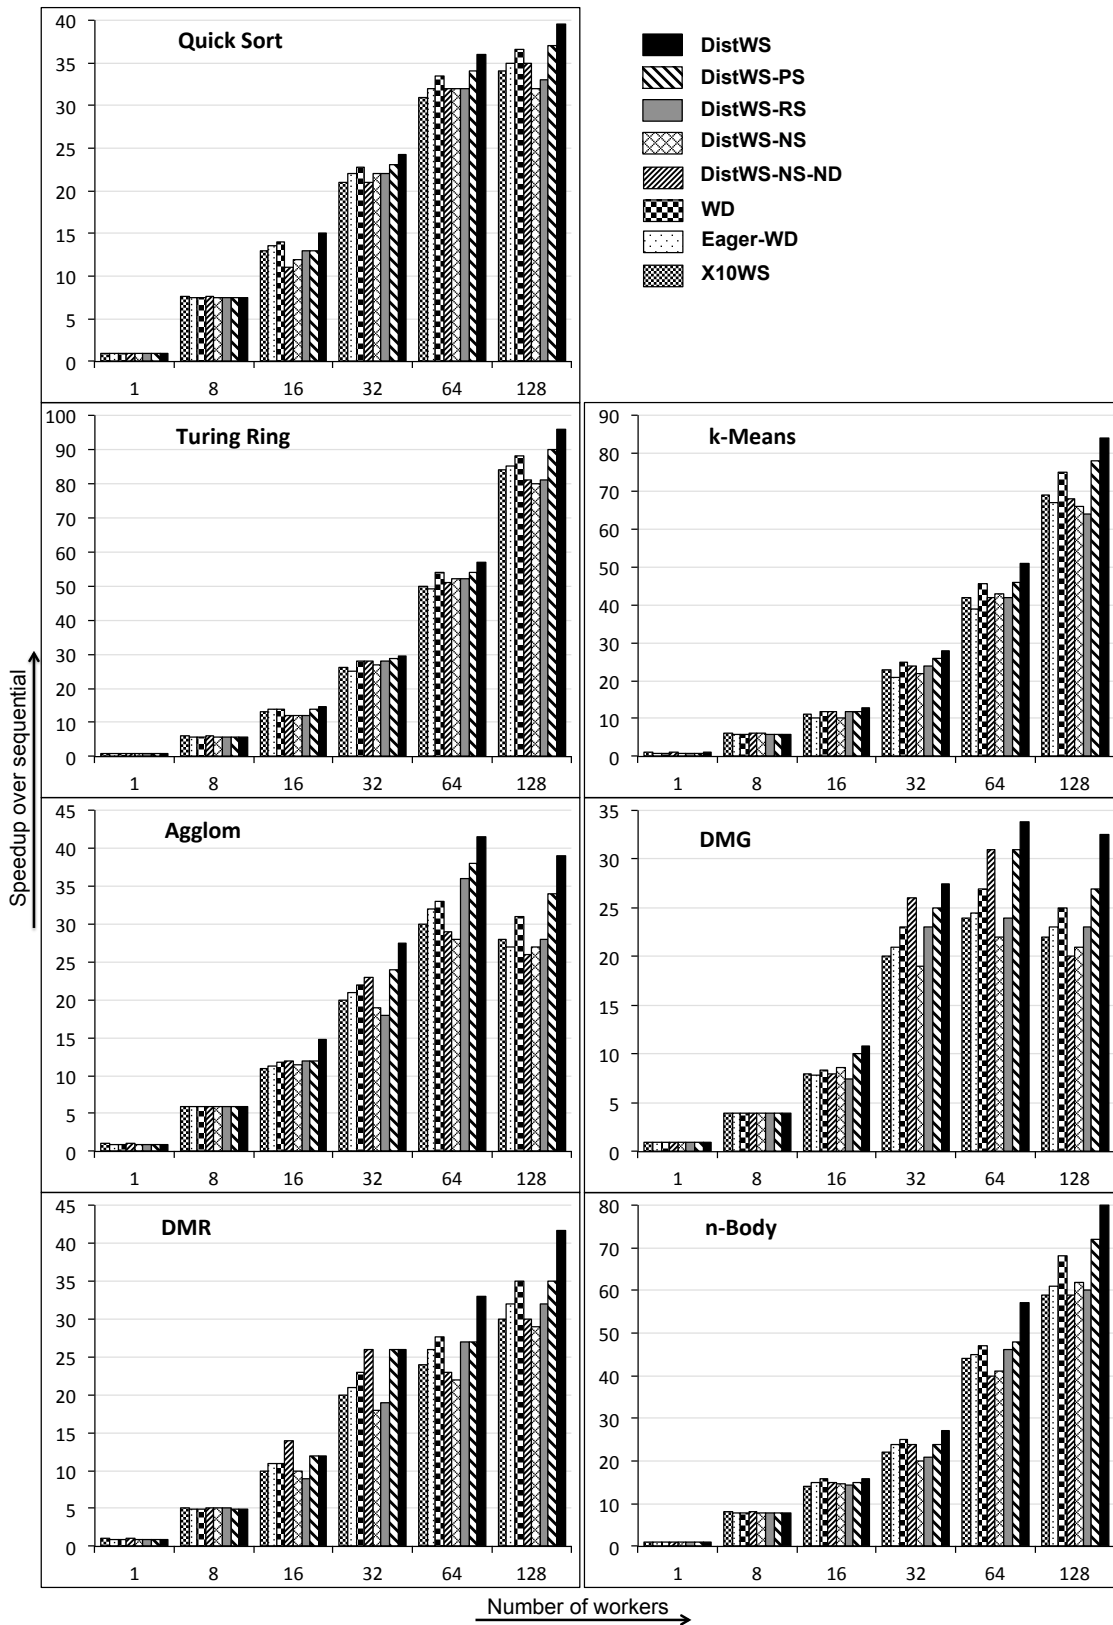 Quick Sort
40
35
30
25
20
15
10
5
0
1 8 16 32 64 128
DistWS
DistWS-PS
DistWS-RS
DistWS-NS
DistWS-NS-ND
WD
Eager-WD
X10WS
Turing Ring
100
90
80
70
60
50
40
30
20
10
0
1 8 16 32 64 128
k-Means
90
80
70
60
50
40
30
20
10
0
1 8 16 32 64 128
Speedup over sequential
Agglom
45
40
35
30
25
20
15
10
5
0
1 8 16 32 64 128
DMG
35
30
25
20
15
10
5
0
1 8 16 32 64 128
DMR
45
40
35
30
25
20
15
10
5
0
1 8 16 32 64 128
n-Body
80
70
60
50
40
30
20
10
0
1 8 16 32 64 128
Number of workers